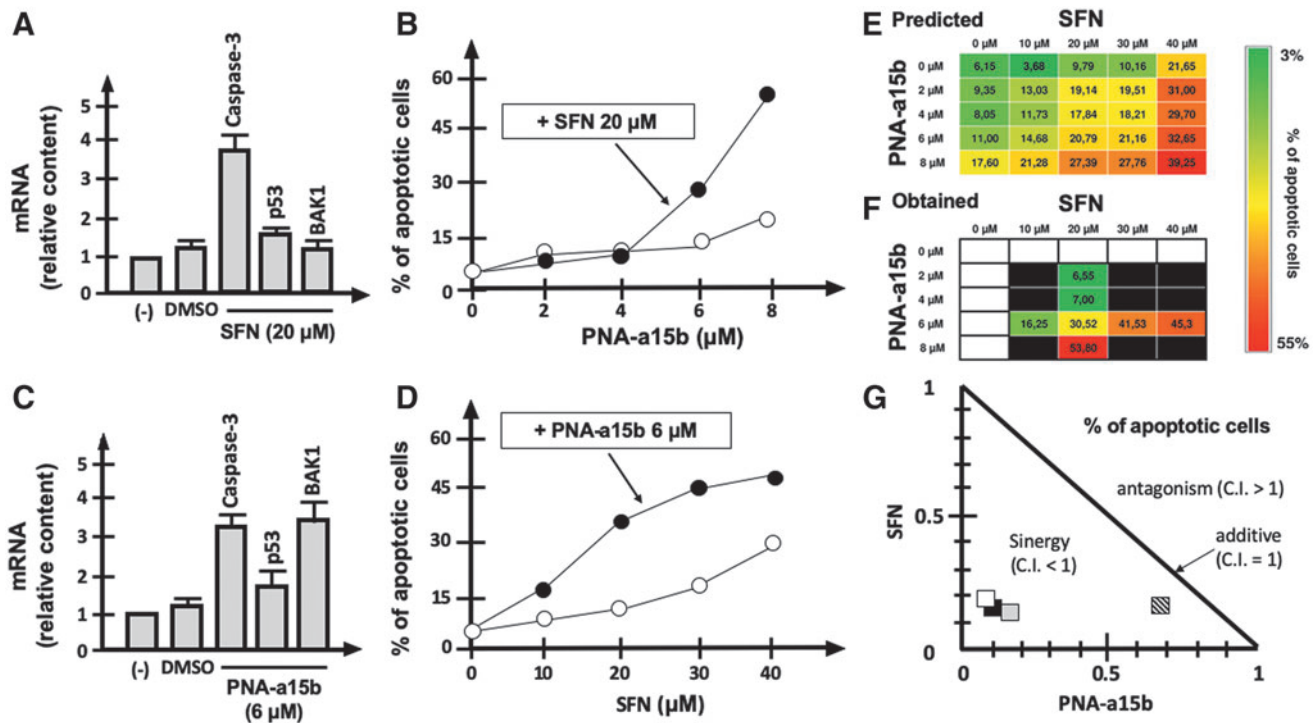 A
mRNA
(relative content)
5
4
3
2
1
0
Caspase-3
p53
BAK1
(-)
DMSO
SFN (20 µM)
B
% of apoptotic cells
60
45
30
15
0
+ SFN 20 µM
0 2 4 6 8
PNA-a15b (µM)
C
mRNA
(relative content)
5
4
3
2
1
0
Caspase-3
p53
BAK1
(-)
DMSO
PNA-a15b
(6 µM)
D
% of apoptotic cells
60
45
30
15
0
+ PNA-a15b 6 µM
0 10 20 30 40
SFN (µM)
E Predicted SFN
0 µM 10 µM 20 µM 30 µM 40 µM
PNA-a15b
0 µM 6,15 3,68 9,79 10,16 21,65
2 µM 9,35 13,03 19,14 19,51 31,00
4 µM 8,05 11,73 17,84 18,21 29,70
6 µM 11,00 14,68 20,79 21,16 32,65
8 µM 17,60 21,28 27,39 27,76 39,25
F Obtained SFN
0 µM 10 µM 20 µM 30 µM 40 µM
PNA-a15b
0 µM
2 µM 6,55
4 µM 7,00
6 µM 16,25 30,52 41,53 45,3
8 µM 53,80
3%
% of apoptotic cells
55%
G
1
% of apoptotic cells
antagonism (C.I. > 1)
SFN
0.5
Sinergy
(C.I. < 1)
additive
(C.I. = 1)
0
0 0.5 1
PNA-a15b